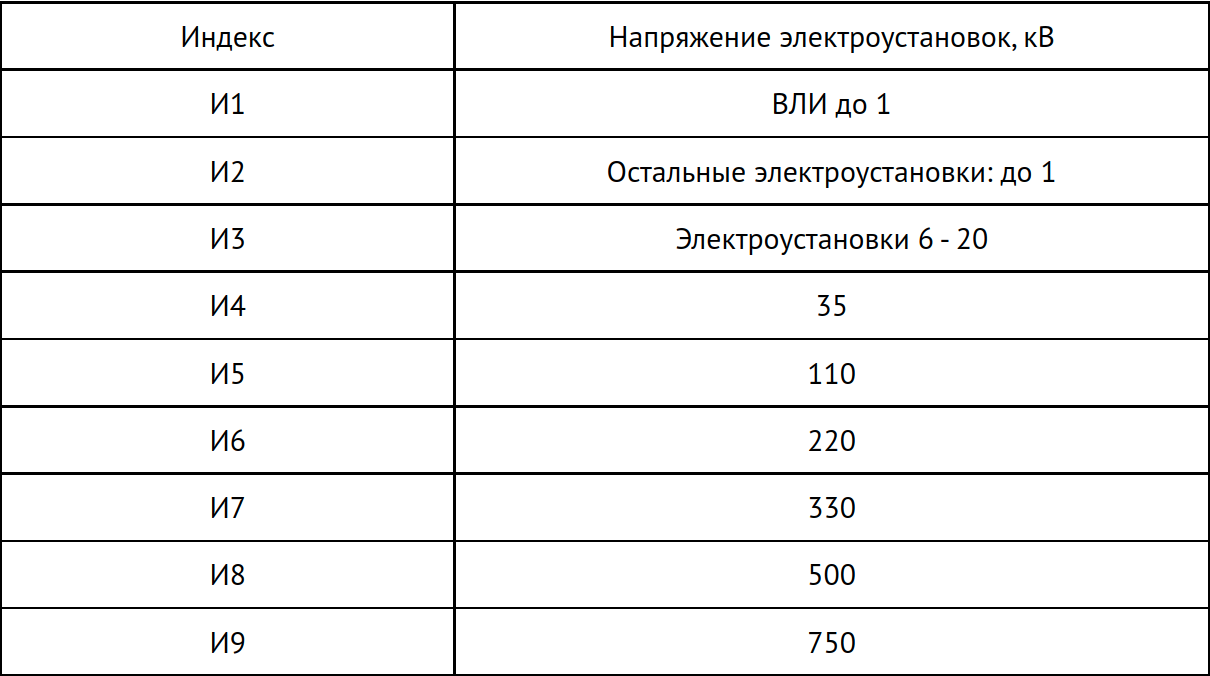 Индекс Напряжение электроустановок, кВ
И1 ВЛИ до 1
И2 Остальные электроустановки: до 1
И3 Электроустановки 6 - 20
И4 35
И5 110
И6 220
И7 330
И8 500
И9 750